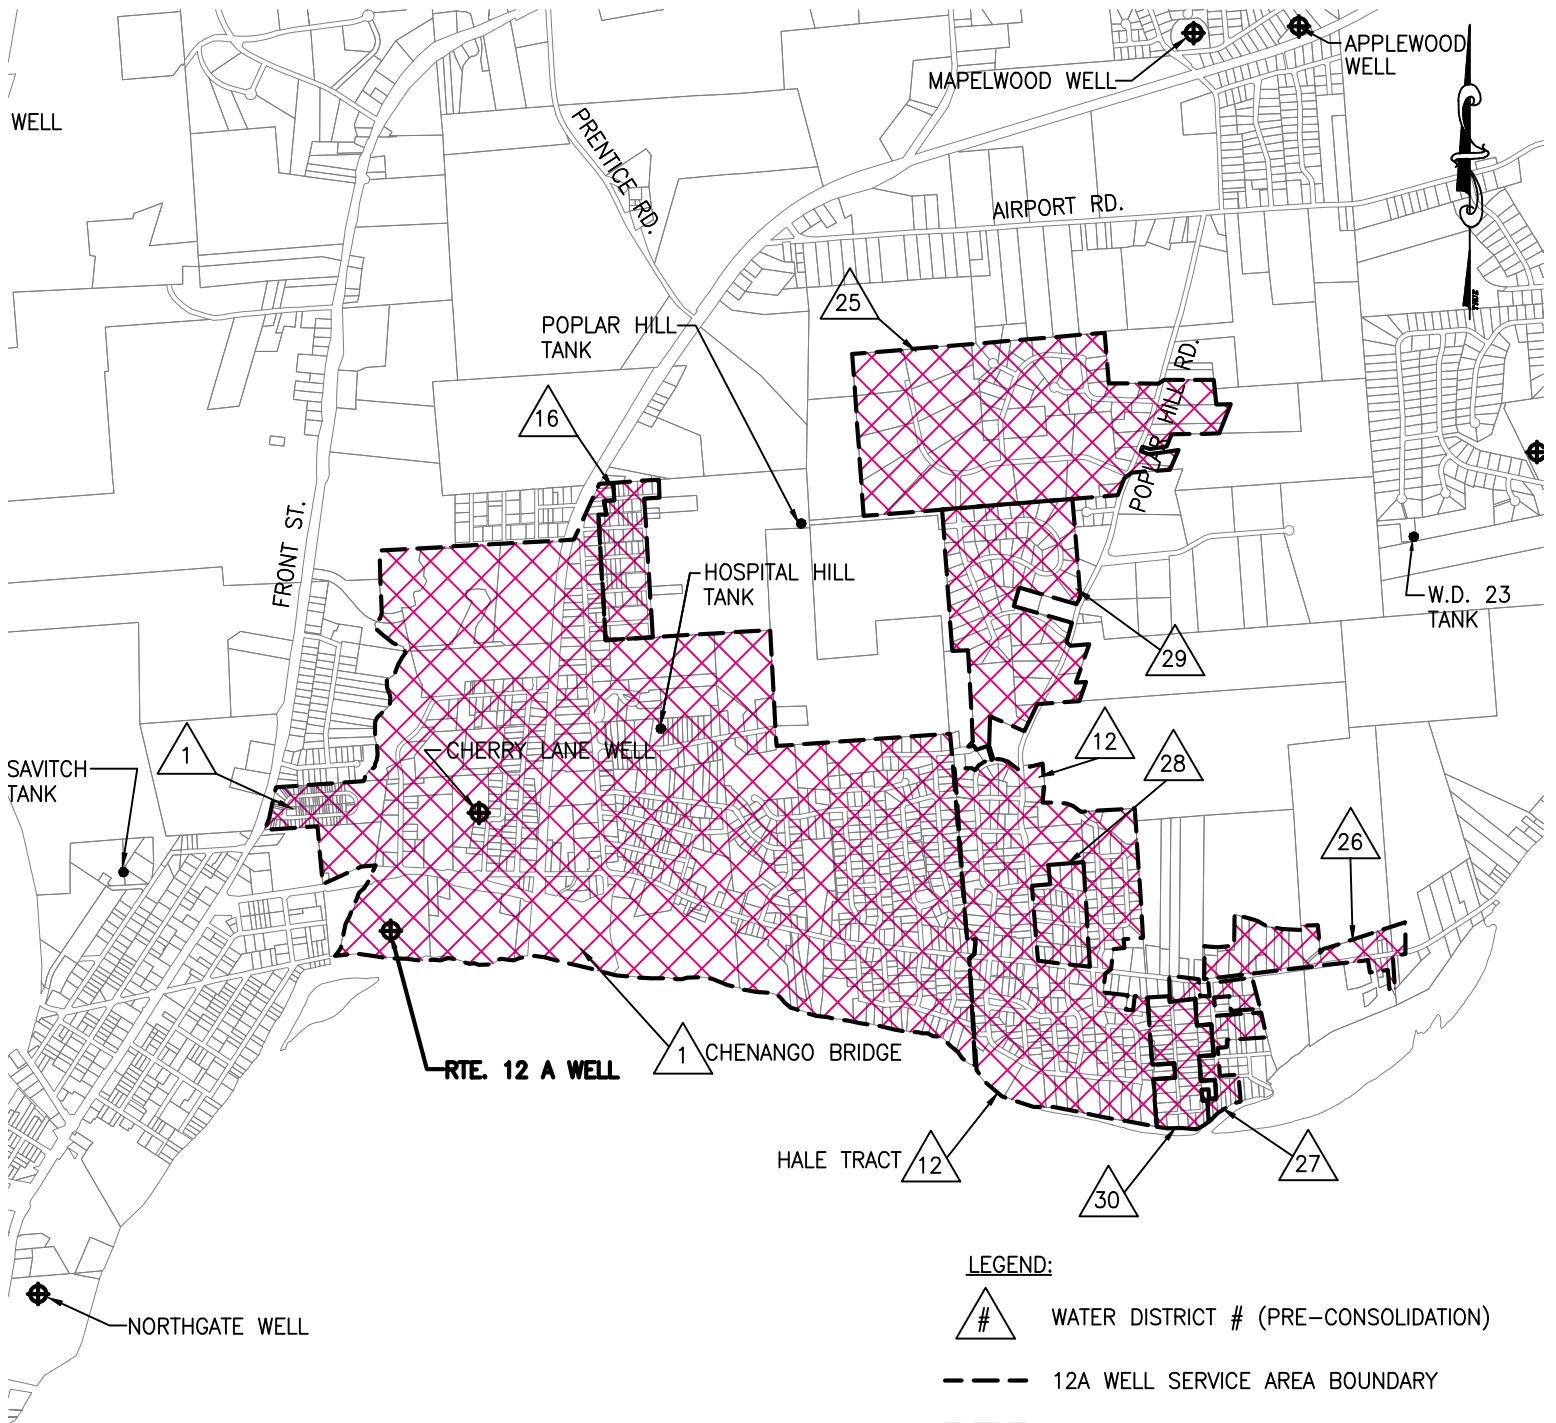 APPLEWOOD
WELL
MAPELWOOD WELL
WELL
PRENTICE RD.
AIRPORT RD.
25
POPLAR HILL
TANK
POPLAR HILL RD.
16
FRONT ST.
HOSPITAL HILL
TANK
W.D. 23
TANK
29
1
12
28
CHERRY LANE WELL
SAVITCH
TANK
26
RTE. 12 A WELL
1
CHENANGO BRIDGE
HALE TRACT
12
27
30
LEGEND:
NORTHGATE WELL
# WATER DISTRICT # (PRE-CONSOLIDATION)
12A WELL SERVICE AREA BOUNDARY